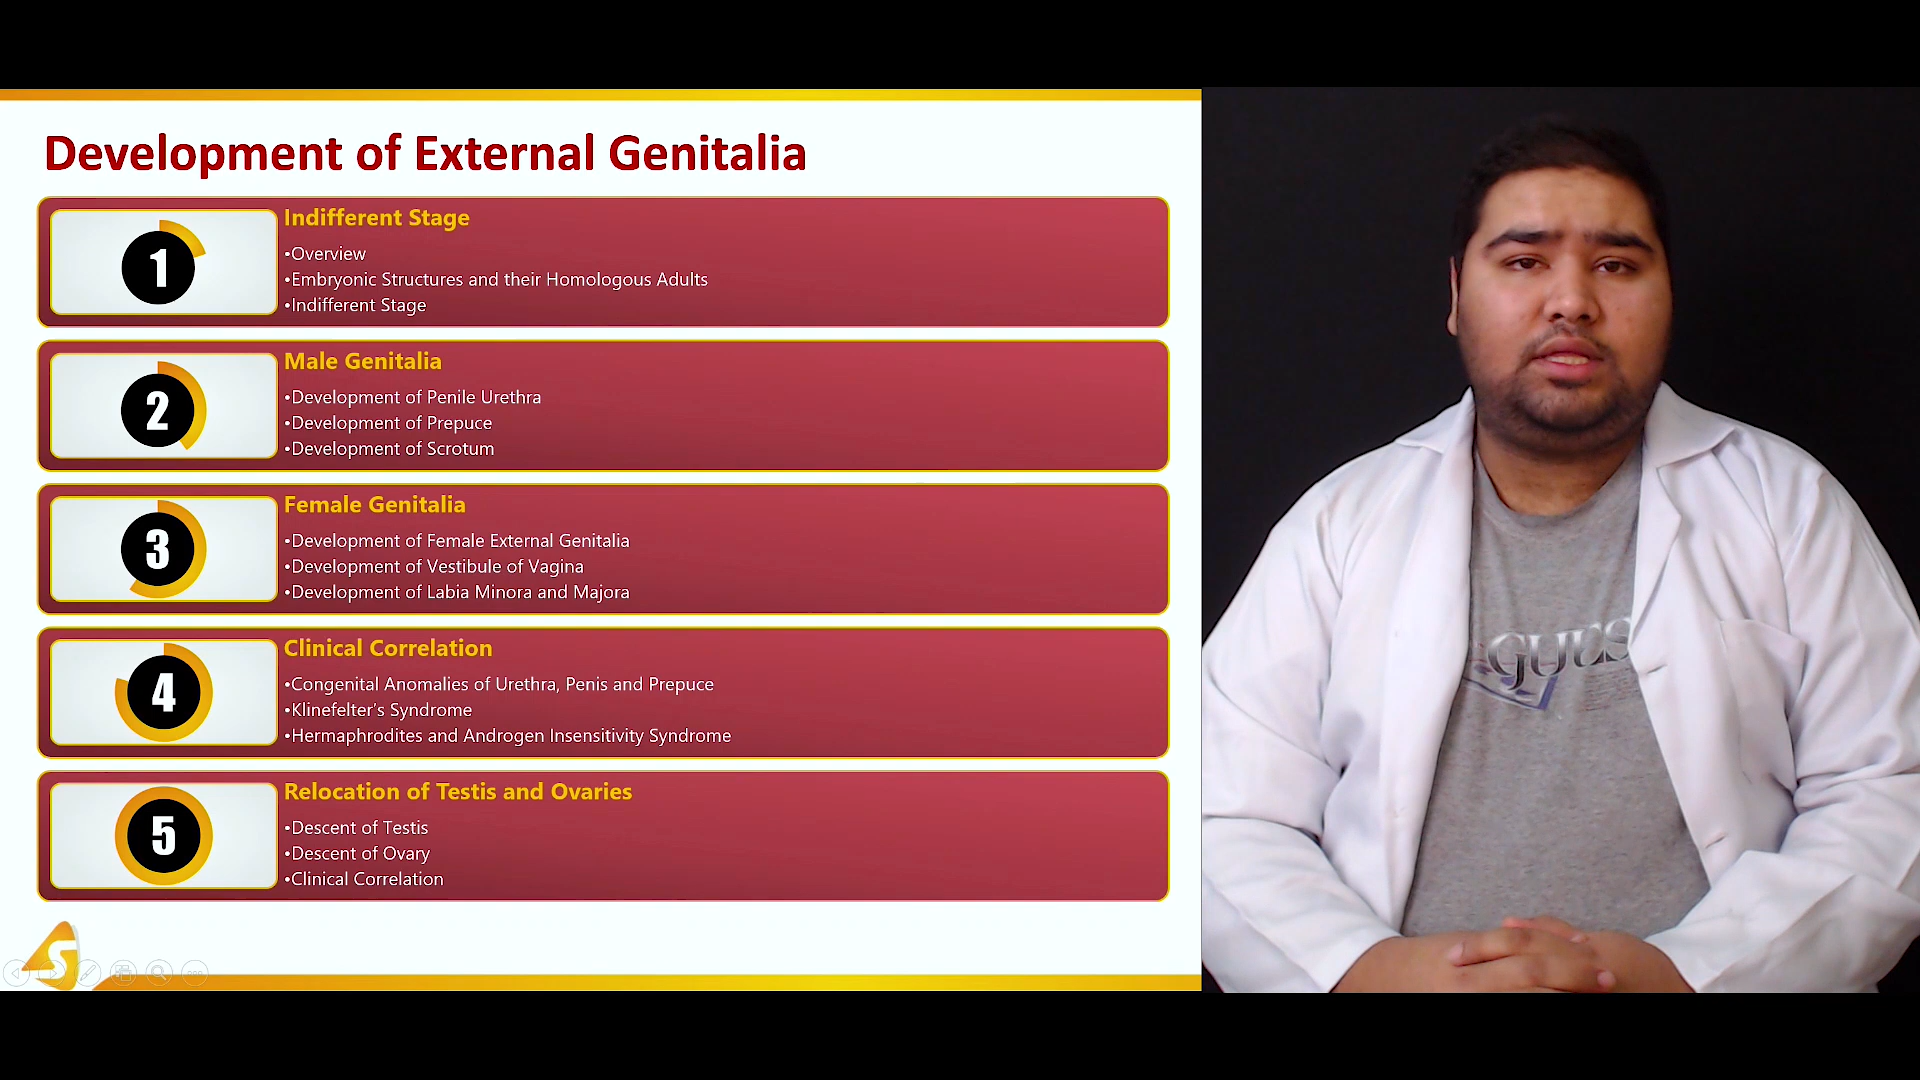 Development of External Genitalia
1
Indifferent Stage
•Overview
•Embryonic Structures and their Homologous Adults
•Indifferent Stage
2
Male Genitalia
•Development of Penile Urethra
•Development of Prepuce
•Development of Scrotum
3
Female Genitalia
•Development of Female External Genitalia
•Development of Vestibule of Vagina
•Development of Labia Minora and Majora
4
Clinical Correlation
•Congenital Anomalies of Urethra, Penis and Prepuce
•Klinefelter's Syndrome
•Hermaphrodites and Androgen Insensitivity Syndrome
5
Relocation of Testis and Ovaries
•Descent of Testis
•Descent of Ovary
•Clinical Correlation
S
GUESS